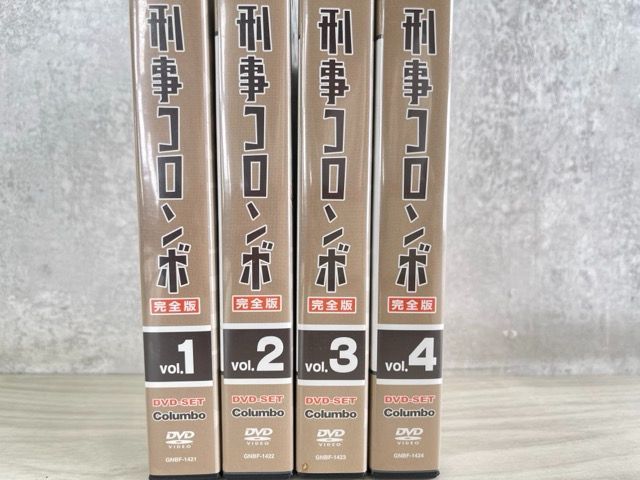 刑事コロンボ
完全版
vol.1
DVD-SET
Columbo
DVD
VIDEO
GNBF-1421
刑事コロンボ
完全版
vol.2
DVD-SET
Columbo
DVD
VIDEO
GNBF-1422
刑事コロンボ
完全版
vol.3
DVD-SET
Columbo
DVD
VIDEO
GNBF-1423
刑事コロンボ
完全版
vol.4
DVD-SET
Columbo
DVD
VIDEO
GNBF-1424